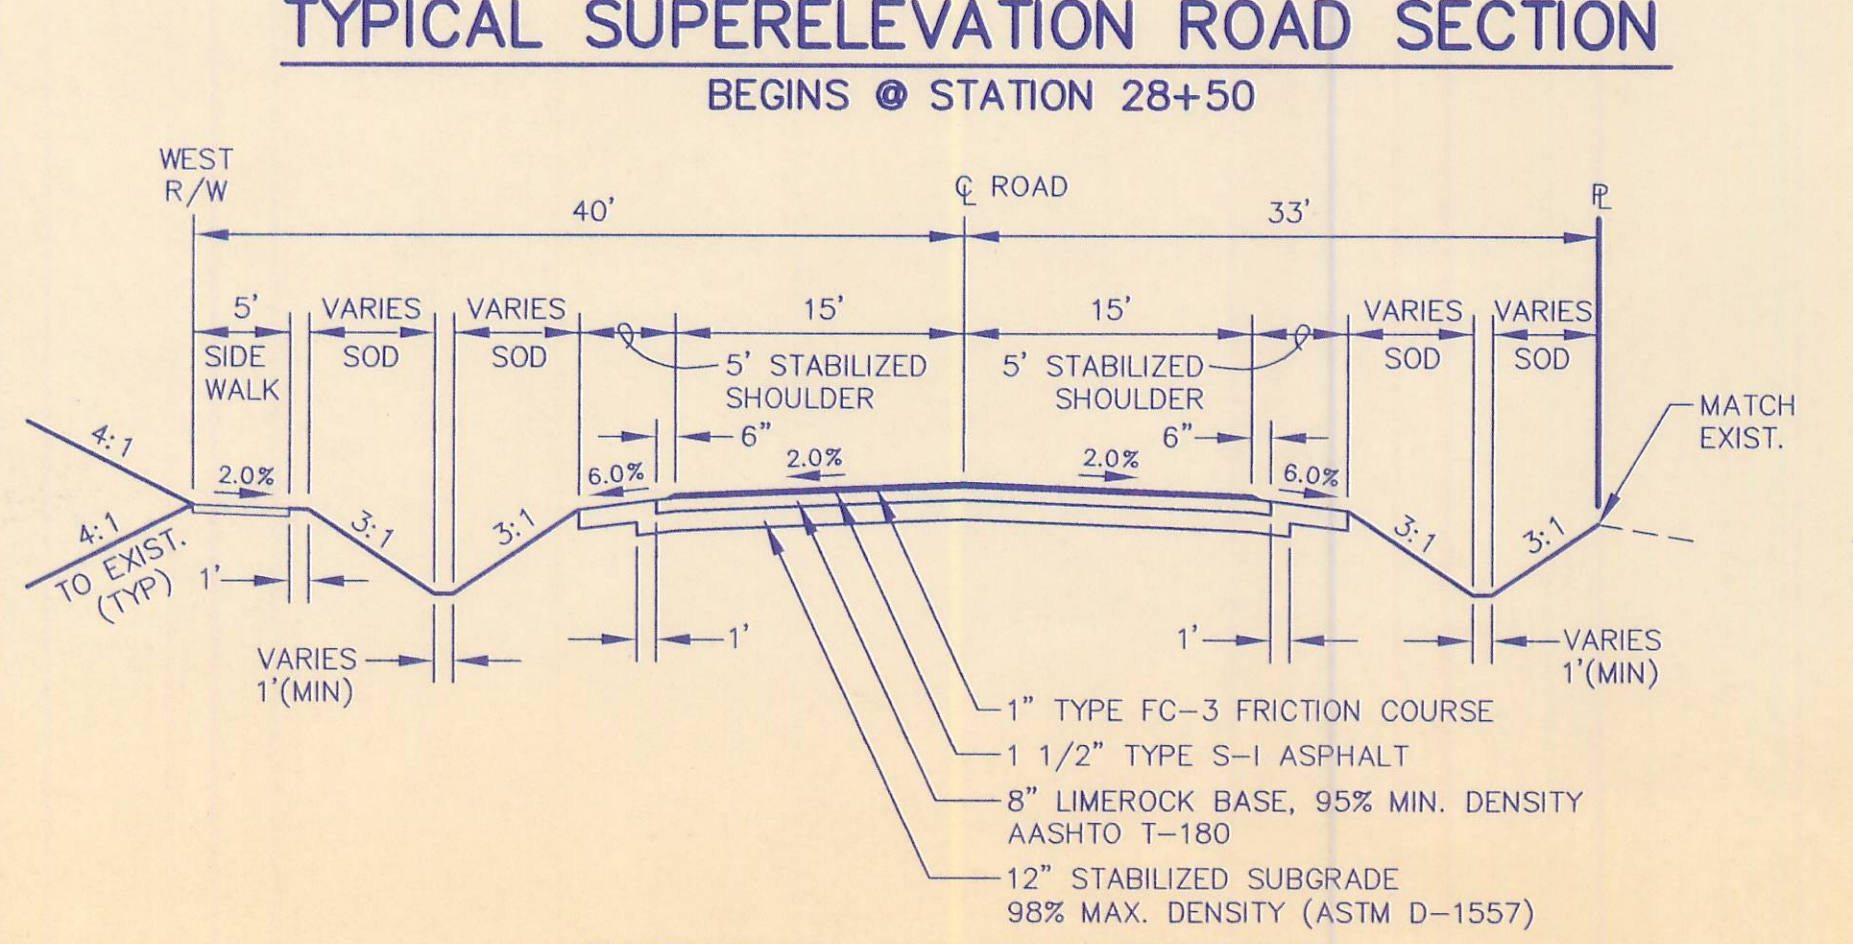 TYPICAL SUPERELEVATION ROAD SECTION
BEGINS @ STATION 28+50
WEST
R/W
℄ ROAD
PL
40'
33'
5'
VARIES
VARIES
15'
15'
VARIES
VARIES
SIDE
WALK
SOD
SOD
5' STABILIZED
SHOULDER
5' STABILIZED
SHOULDER
SOD
SOD
MATCH
EXIST.
6"
6"
4:1
2.0%
6.0%
2.0%
2.0%
6.0%
4:1
TO EXIST.
(TYP)
3:1
3:1
3:1
3:1
1'
1'
1'
VARIES
1'(MIN)
VARIES
1'(MIN)
1" TYPE FC-3 FRICTION COURSE
1 1/2" TYPE S-I ASPHALT
8" LIMEROCK BASE, 95% MIN. DENSITY
AASHTO T-180
12" STABILIZED SUBGRADE
98% MAX. DENSITY (ASTM D-1557)